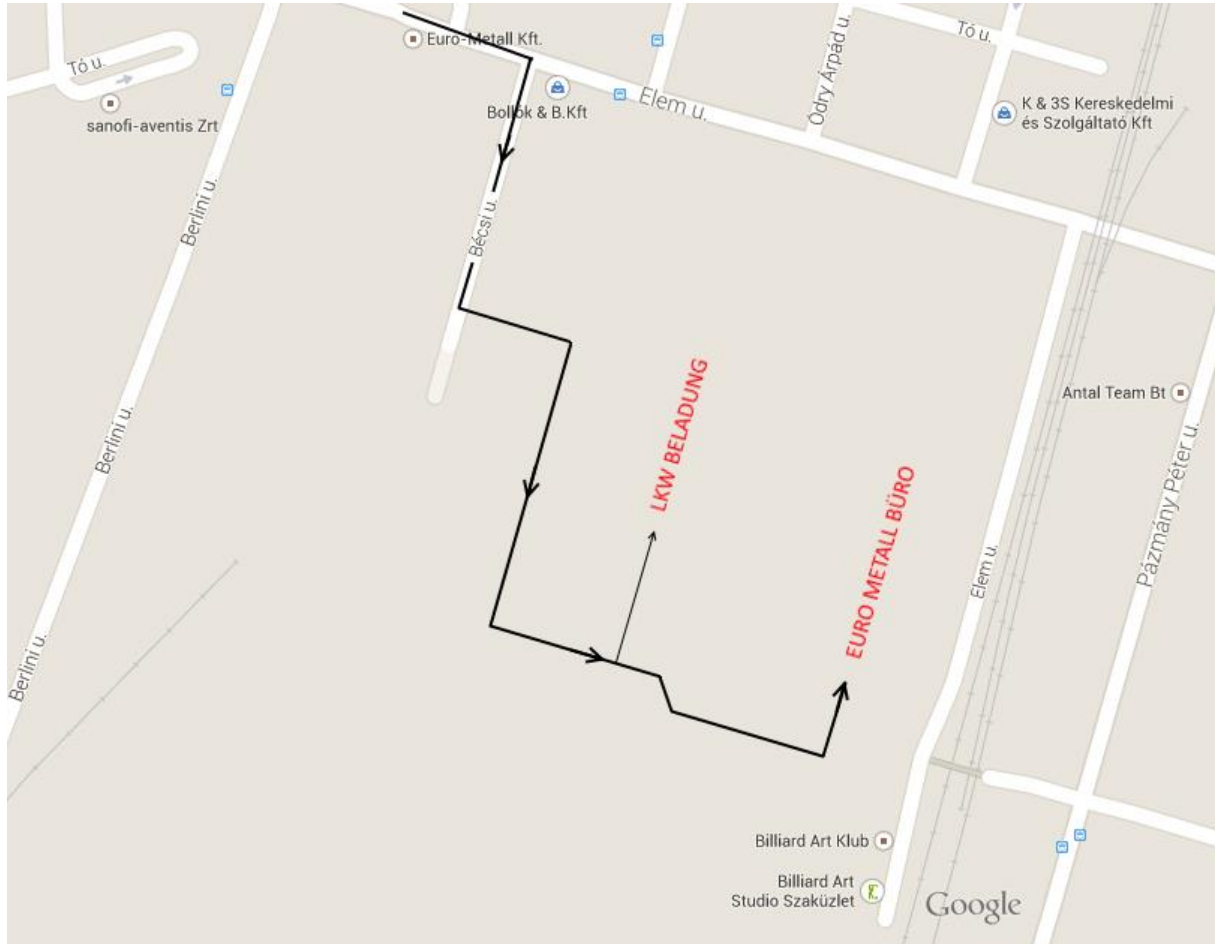 Tó u.
Euro-Metall Kft.
Tó u.
sanofi-aventis Zrt
Bollók & B.Kft
Elem u.
Ódry Árpád u.
K & 3S Kereskedelmi
és Szolgáltató Kft
Berlini u.
Bécsi u.
Berlini u.
LKW BELADUNG
Antal Team Bt
Pázmány Péter u.
EURO METALL BÜRO
Elem u.
Berlini u.
Billiard Art Klub
Billiard Art
Studio Szaküzlet
Google